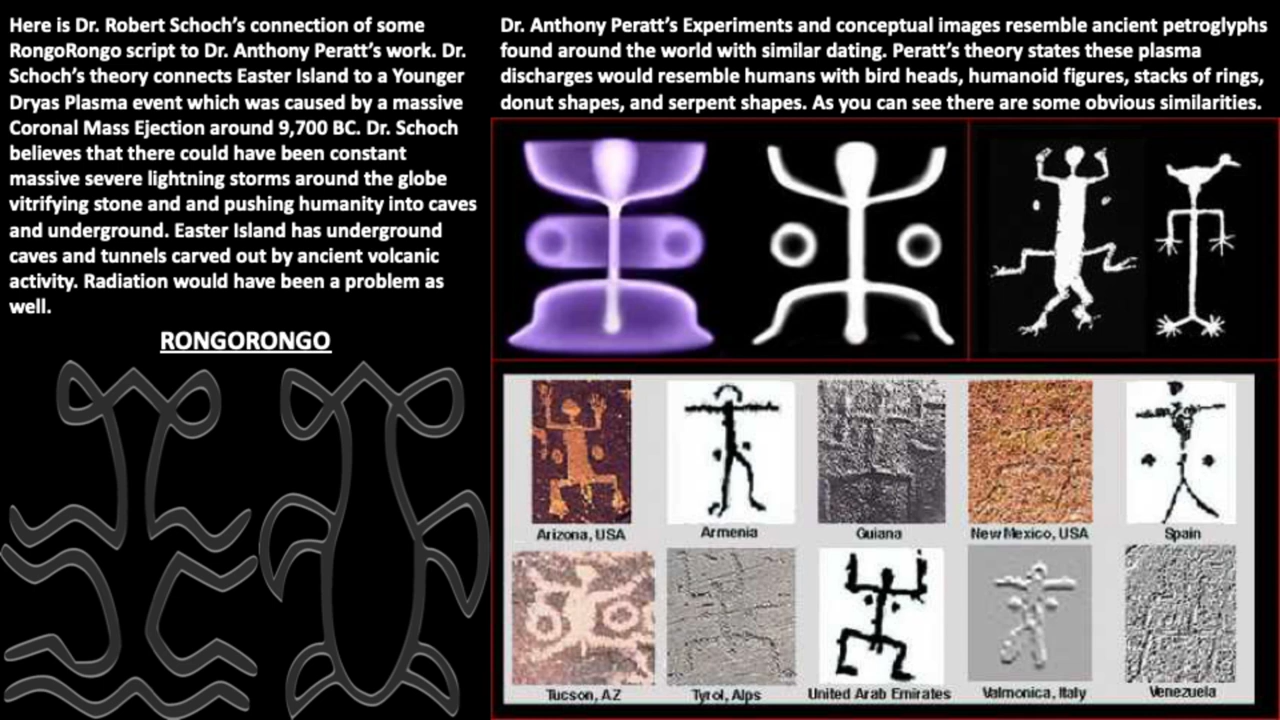 Here is Dr. Robert Schoch's connection of some
RongoRongo script to Dr. Anthony Peratt's work. Dr.
Schoch's theory connects Easter Island to a Younger
Dryas Plasma event which was caused by a massive
Coronal Mass Ejection around 9,700 BC. Dr. Schoch
believes that there could have been constant
massive severe lightning storms around the globe
vitrifying stone and and pushing humanity into caves
and underground. Easter Island has underground
caves and tunnels carved out by ancient volcanic
activity. Radiation would have been a problem as
well.
RONGORONGO
Dr. Anthony Peratt's Experiments and conceptual images resemble ancient petroglyphs
found around the world with similar dating. Peratt's theory states these plasma
discharges would resemble humans with bird heads, humanoid figures, stacks of rings,
donut shapes, and serpent shapes. As you can see there are some obvious similarities.
Arizona, USA
Armenia
Guiana
New Mexico, USA
Spain
Tucson, AZ
Tyrol, Alps
United Arab Emirates
Valmonica, Italy
Venezuela